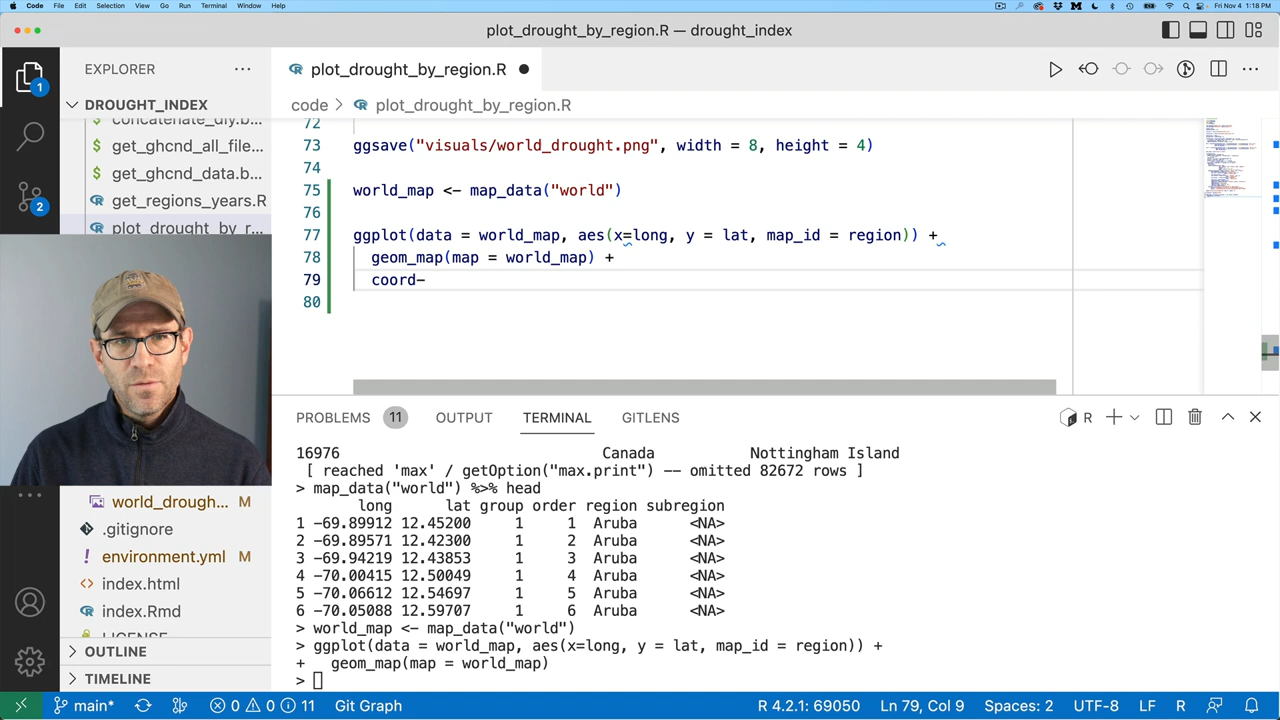 Code File Edit Selection View Go Run Terminal Window Help
Fri Nov 4 1:18 PM
plot_drought_by_region.R — drought_index
EXPLORER
plot_drought_by_region.R
DROUGHT_INDEX
code > plot_drought_by_region.R
1
get_ghcnd_all_file...
get_ghcnd_data.b...
get_regions_years.R
plot_drought_by_r...
2
72
73 ggsave("visuals/world_drought.png", width = 8, height = 4)
74
75 world_map <- map_data("world")
76
77 ggplot(data = world_map, aes(x=long, y = lat, map_id = region)) +
78 geom_map(map = world_map) +
79 coord-
80
PROBLEMS 11 OUTPUT TERMINAL GITLENS
R
world_drough... M
.gitignore
environment.yml M
index.html
index.Rmd
LICENSE
OUTLINE
TIMELINE
16976 Canada Nottingham Island
[ reached 'max' / getOption("max.print") -- omitted 82672 rows ]
> map_data("world") %>% head
long lat group order region subregion
1 -69.89912 12.45200 1 1 Aruba <NA>
2 -69.89571 12.42300 1 2 Aruba <NA>
3 -69.94219 12.43853 1 3 Aruba <NA>
4 -70.00415 12.50049 1 4 Aruba <NA>
5 -70.06612 12.54697 1 5 Aruba <NA>
6 -70.05088 12.59707 1 6 Aruba <NA>
> world_map <- map_data("world")
> ggplot(data = world_map, aes(x=long, y = lat, map_id = region)) +
+ geom_map(map = world_map)
>
main* 0 0 11 Git Graph
R 4.2.1: 69050 Ln 79, Col 9 Spaces: 2 UTF-8 LF R